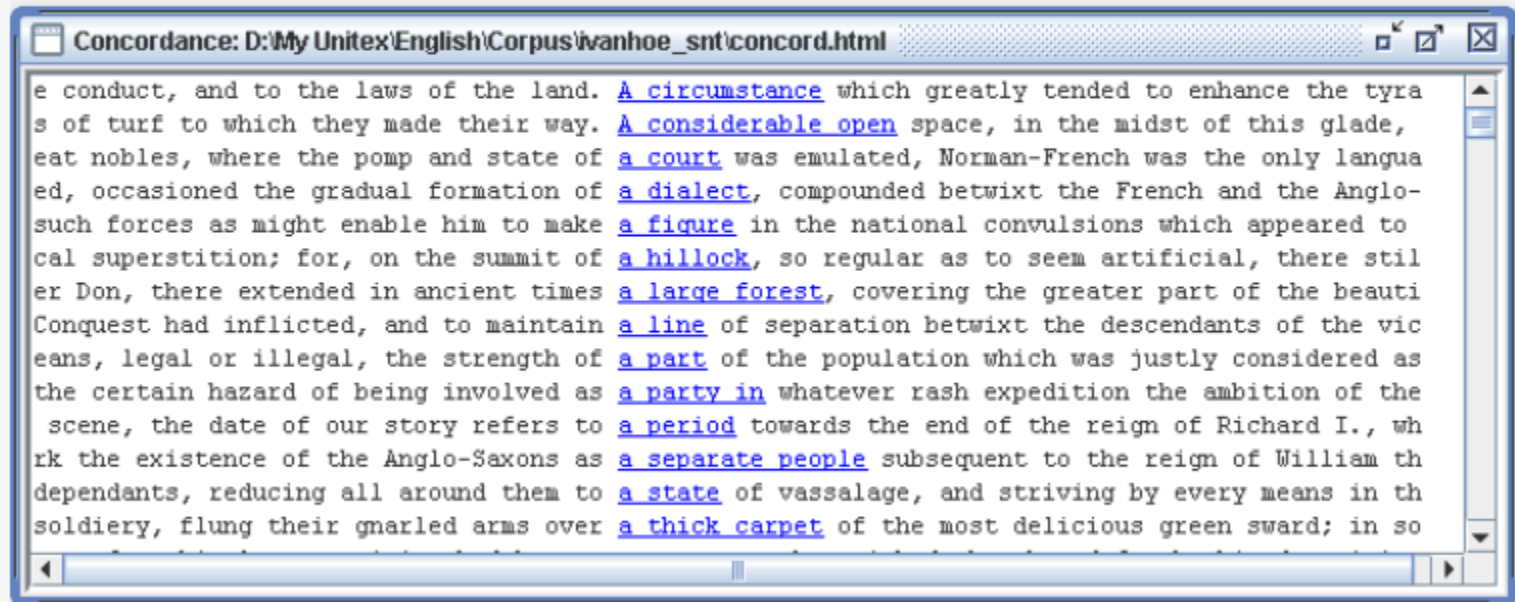 Concordance: D:\My Unitex\English\Corpus\ivanhoe_snt\concord.html
e conduct, and to the laws of the land. A circumstance which greatly tended to enhance the tyra
s of turf to which they made their way. A considerable open space, in the midst of this glade,
eat nobles, where the pomp and state of a court was emulated, Norman-French was the only langua
ed, occasioned the gradual formation of a dialect, compounded betwixt the French and the Anglo-
such forces as might enable him to make a figure in the national convulsions which appeared to
cal superstition; for, on the summit of a hillock, so regular as to seem artificial, there stil
er Don, there extended in ancient times a large forest, covering the greater part of the beauti
Conquest had inflicted, and to maintain a line of separation betwixt the descendants of the vic
eans, legal or illegal, the strength of a part of the population which was justly considered as
the certain hazard of being involved as a party in whatever rash expedition the ambition of the
scene, the date of our story refers to a period towards the end of the reign of Richard I., wh
rk the existence of the Anglo-Saxons as a separate people subsequent to the reign of William th
dependants, reducing all around them to a state of vassalage, and striving by every means in th
soldiery, flung their gnarled arms over a thick carpet of the most delicious green sward; in so